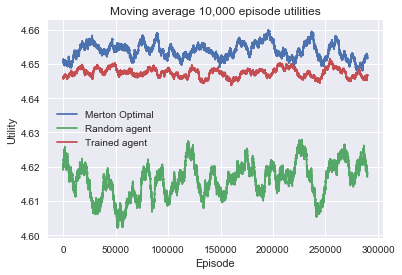 Moving average 10,000 episode utilities
4.66
4.65
4.64
4.63
4.62
4.61
4.60
Utility
Merton Optimal
Random agent
Trained agent
0
50000
100000
150000
200000
250000
300000
Episode